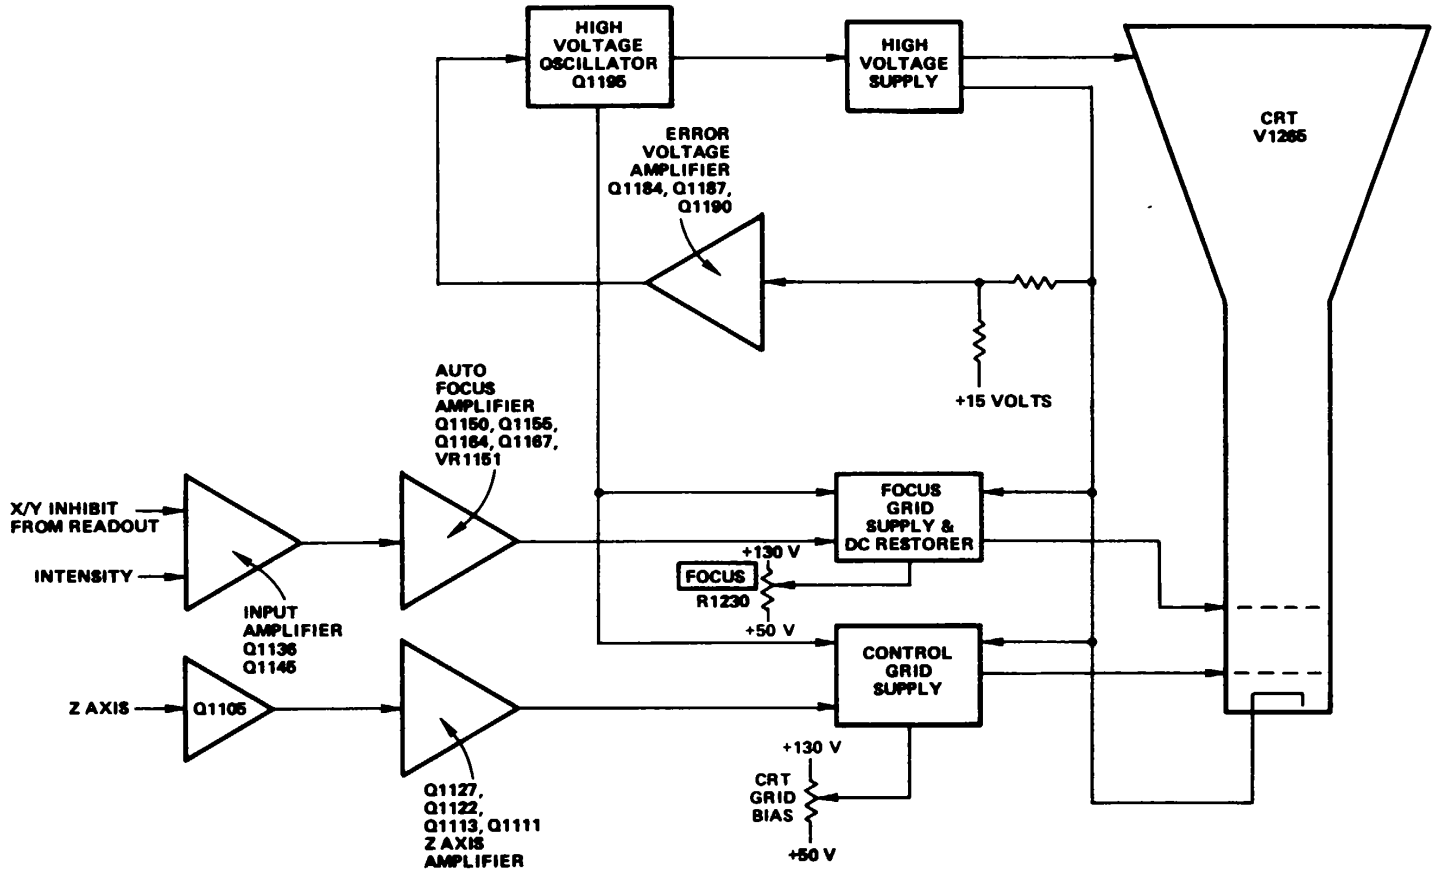 HIGH
VOLTAGE
OSCILLATOR
Q1195
HIGH
VOLTAGE
SUPPLY
CRT
V1265
ERROR
VOLTAGE
AMPLIFIER
Q1184, Q1187,
Q1190
+15 VOLTS
AUTO
FOCUS
AMPLIFIER
Q1150, Q1155,
Q1164, Q1167,
VR1151
X/Y INHIBIT
FROM READOUT
INTENSITY
INPUT
AMPLIFIER
Q1136
Q1145
FOCUS
GRID
SUPPLY &
DC RESTORER
+130 V
FOCUS
R1230
+50 V
CONTROL
GRID
SUPPLY
Z AXIS
Q1105
Q1127,
Q1122,
Q1113, Q1111
Z AXIS
AMPLIFIER
+130 V
CRT
GRID
BIAS
+50 V